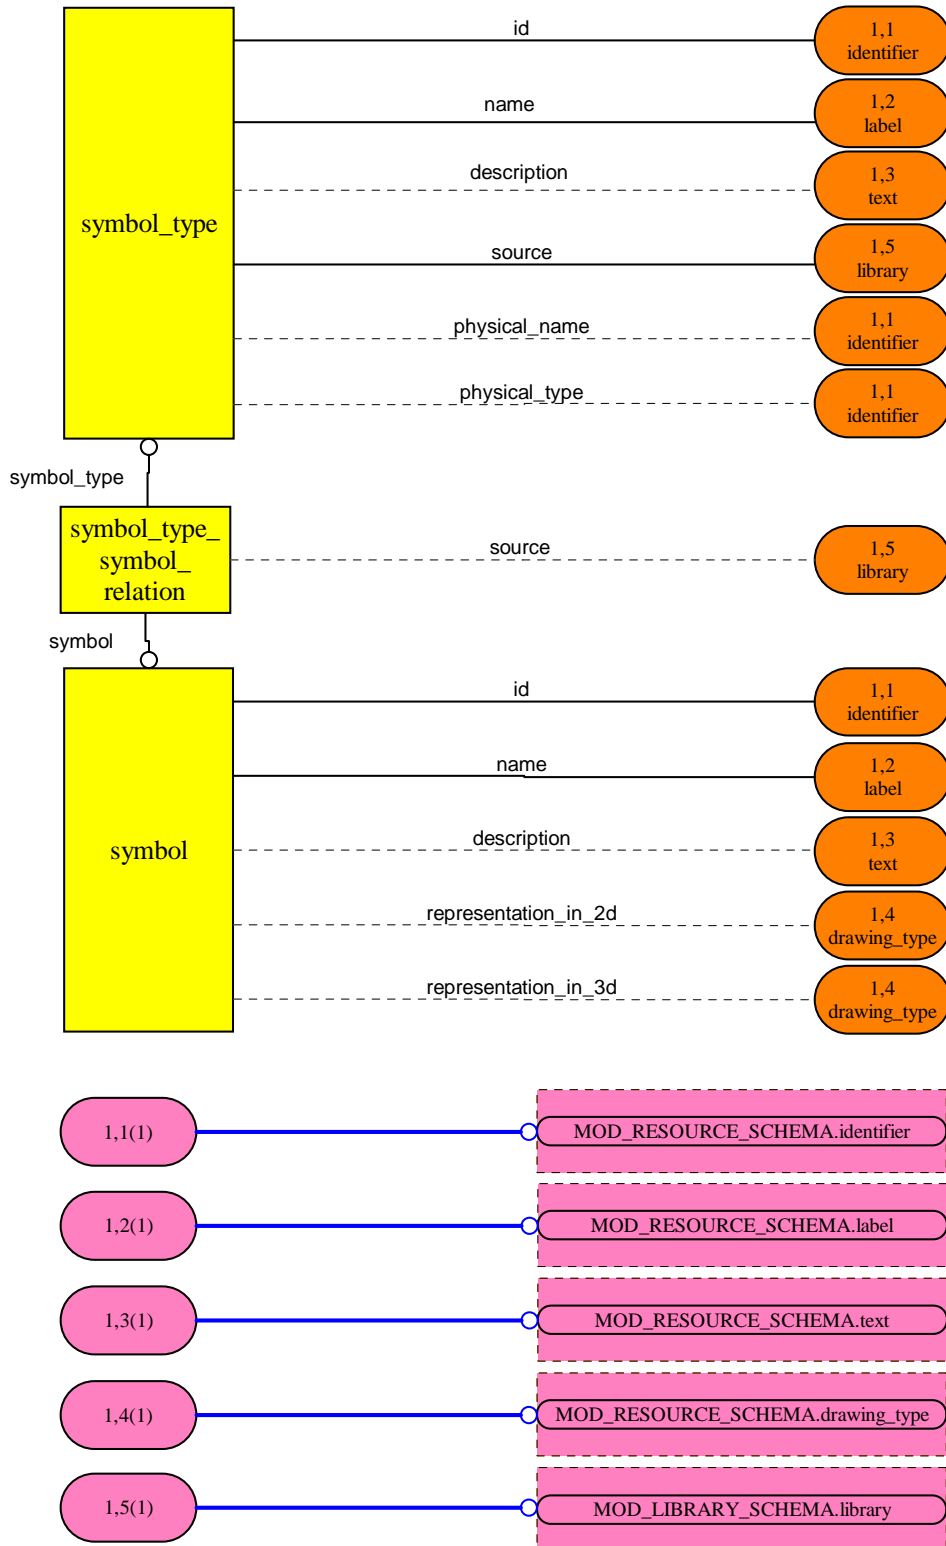 id
1,1
identifier
name
1,2
label
description
1,3
text
symbol_type
source
1,5
library
physical_name
1,1
identifier
physical_type
1,1
identifier
symbol_type
symbol_type_
symbol_
relation
source
1,5
library
symbol
id
1,1
identifier
name
1,2
label
symbol
description
1,3
text
representation_in_2d
1,4
drawing_type
representation_in_3d
1,4
drawing_type
1,1(1)
MOD_RESOURCE_SCHEMA.identifier
1,2(1)
MOD_RESOURCE_SCHEMA.label
1,3(1)
MOD_RESOURCE_SCHEMA.text
1,4(1)
MOD_RESOURCE_SCHEMA.drawing_type
1,5(1)
MOD_LIBRARY_SCHEMA.library